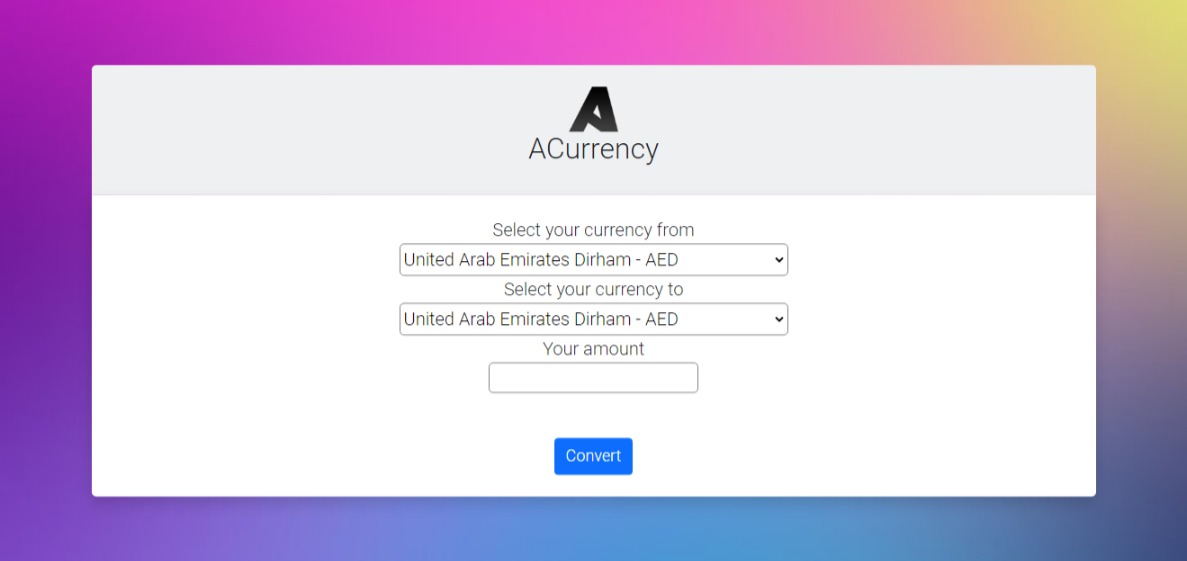 ACurrency
Select your currency from
United Arab Emirates Dirham - AED
Select your currency to
United Arab Emirates Dirham - AED
Your amount
Convert